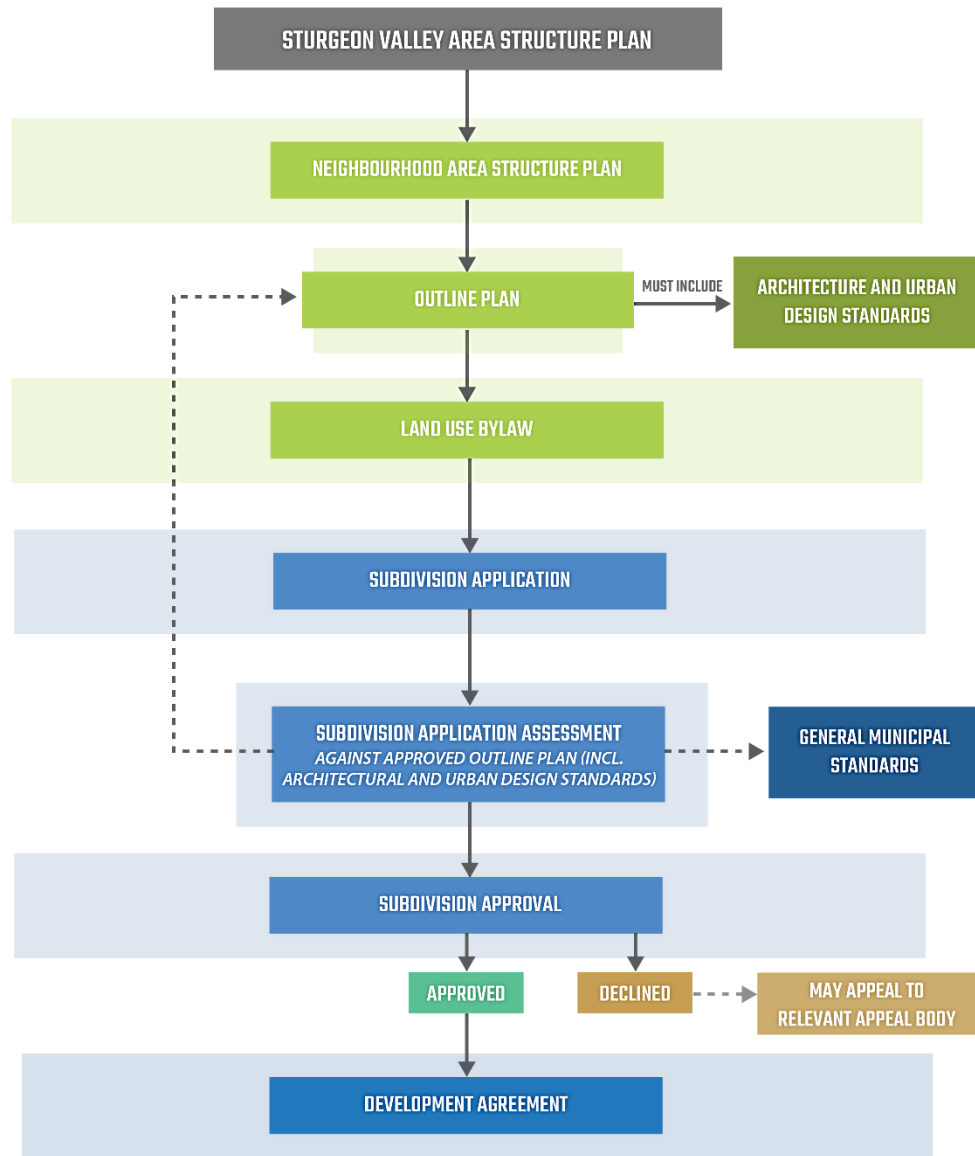 STURGEON VALLEY AREA STRUCTURE PLAN
NEIGHBOURHOOD AREA STRUCTURE PLAN
OUTLINE PLAN
MUST INCLUDE
ARCHITECTURE AND URBAN
DESIGN STANDARDS
LAND USE BYLAW
SUBDIVISION APPLICATION
SUBDIVISION APPLICATION ASSESSMENT
AGAINST APPROVED OUTLINE PLAN (INCL.
ARCHITECTURAL AND URBAN DESIGN STANDARDS)
GENERAL MUNICIPAL
STANDARDS
SUBDIVISION APPROVAL
APPROVED
DECLINED
MAY APPEAL TO
RELEVANT APPEAL BODY
DEVELOPMENT AGREEMENT